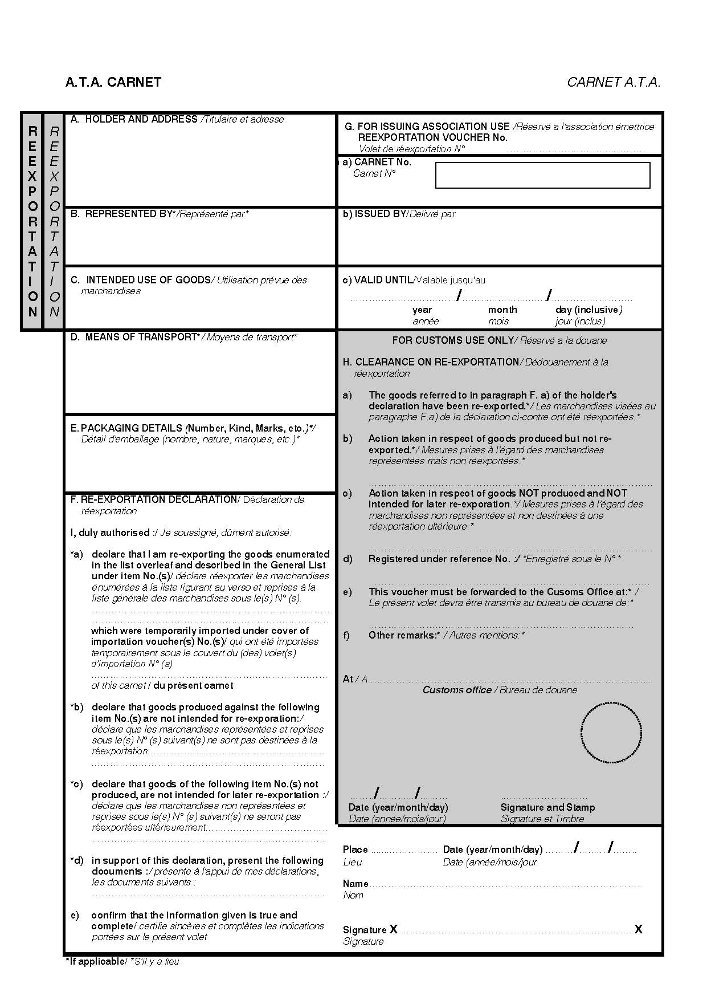 A.T.A. CARNET
CARNET A.T.A.
REEXPORTATION
REEXPORTATION
A. HOLDER AND ADDRESS /Titulaire et adresse
G. FOR ISSUING ASSOCIATION USE /Réservé a l'association émettrice
REEXPORTATION VOUCHER No.
Volet de réexportation N° ..........................................
a) CARNET No.
Carnet N°
B. REPRESENTED BY*/Représenté par*
b) ISSUED BY/Delivré par
C. INTENDED USE OF GOODS/ Utilisation prévue des
marchandises
c) VALID UNTIL/Valable jusqu'au
................................/........................../..........................
year month day (inclusive)
année mois jour (inclus)
D. MEANS OF TRANSPORT*/ Moyens de transport*
E. PACKAGING DETAILS (Number, Kind, Marks, etc.)*/
Détail d'emballage (nombre, nature, marques, etc.)*
F. RE-EXPORTATION DECLARATION/ Déclaration de
réexportation
I, duly authorised :/ Je soussigné, dûment autorisé:
*a) declare that I am re-exporting the goods enumerated
in the list overleaf and described in the General List
under item No.(s)/ déclare réexporter les marchandises
énumérées à la liste figurant au verso et reprises à la
liste générale des marchandises sous le(s) N° (s).
..........................................................................
..........................................................................
which were temporarily imported under cover of
importation voucher(s) No.(s)/ qui ont été importées
temporairement sous le couvert du (des) volet(s)
d'importation N° (s)
..........................................................................
of this carnet / du présent carnet
*b) declare that goods produced against the following
item No.(s) are not intended for re-exporation:/
déclare que les marchandises représentées et reprises
sous le(s) N° (s) suivant(s) ne sont pas destinées à la
réexportation:.......................................................
..........................................................................
*c) declare that goods of the following item No.(s) not
produced, are not intended for later re-exportation :/
déclare que les marchandises non représentées et
reprises sous le(s) N° (s) suivant(s) ne seront pas
réexportées ultérieurement:......................................
..........................................................................
*d) in support of this declaration, present the following
documents :/ présente à l'appui de mes déclarations,
les documents suivants :
..........................................................................
e) confirm that the information given is true and
complete/ certifie sincères et complètes les indications
portées sur le présent volet
FOR CUSTOMS USE ONLY/ Réservé a la douane
H. CLEARANCE ON RE-EXPORTATION/ Dédouanement à la
réexportation
a) The goods referred to in paragraph F. a) of the holder's
declaration have been re-exported.*/ Les marchandises visées au
paragraphe F.a) de la déclaration ci-contre ont été réexportées.*
b) Action taken in respect of goods produced but not re-
exported.*/ Mesures prises à l'égard des marchandises
représentées mais non réexportées.*
..........................................................................
c) Action taken in respect of goods NOT produced and NOT
intended for later re-exporation.*/ Mesures prises à l'égard des
marchandises non représentées et non destinées à une
réexportation ultérieure.*
..........................................................................
d) Registered under reference No. :/ *Enregistré sous le N° *
..........................................................................
e) This voucher must be forwarded to the Cusoms Office at:* /
Le présent volet devra être transmis au bureau de douane de:*
..........................................................................
f) Other remarks:* / Autres mentions:*
At / A ..........................................................................
Customs office / Bureau de douane
......../............/......... ...........................
Date (year/month/day) Signature and Stamp
Date (année/mois/jour) Signature et Timbre
Place ..................... Date (year/month/day) ........./........../........
Lieu Date (année/mois/jour
Name..........................................................................
Nom
Signature X .......................................................................... X
Signature
*If applicable/ *S'il y a lieu